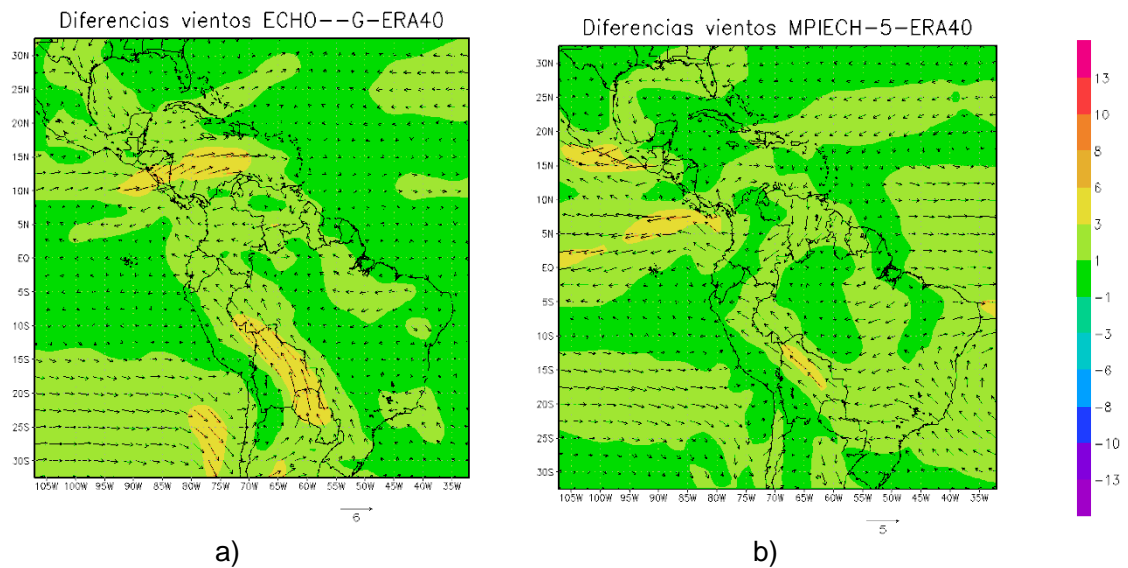 Diferencias vientos ECHO--G-ERA40
30N
25N
20N
15N
10N
5N
EQ
5S
10S
15S
20S
25S
30S
105W 100W 95W 90W 85W 80W 75W 70W 65W 60W 55W 50W 45W 40W 35W
6
a)
Diferencias vientos MPIECH-5-ERA40
30N
25N
20N
15N
10N
5N
EQ
5S
10S
15S
20S
25S
30S
105W 100W 95W 90W 85W 80W 75W 70W 65W 60W 55W 50W 45W 40W 35W
5
b)
13
10
8
6
3
1
-1
-3
-6
-8
-10
-13